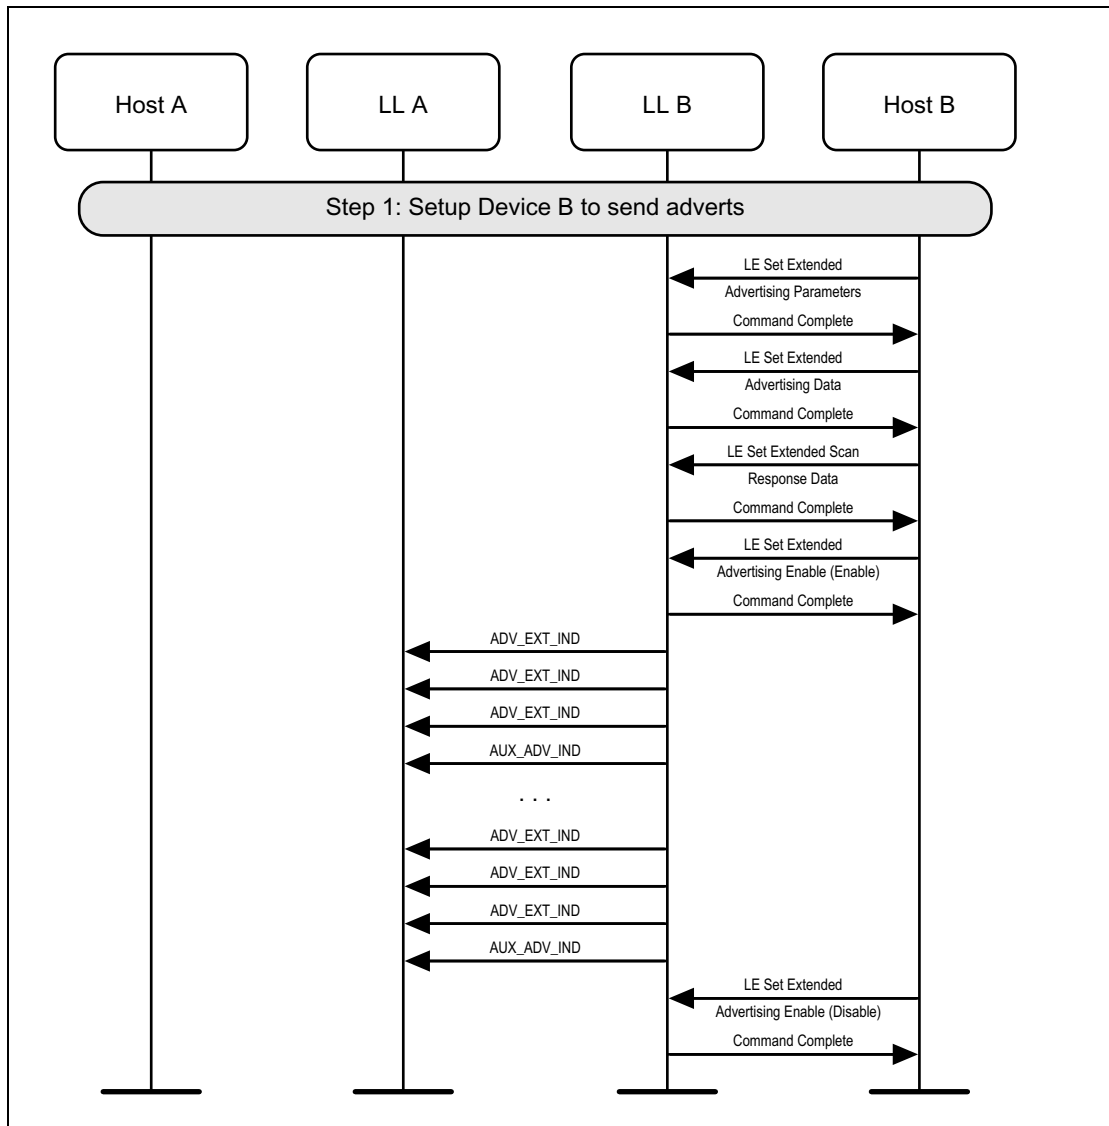 Host A
LL A
LL B
Host B
Step 1: Setup Device B to send adverts
LE Set Extended
Advertising Parameters
Command Complete
LE Set Extended
Advertising Data
Command Complete
LE Set Extended Scan
Response Data
Command Complete
LE Set Extended
Advertising Enable (Enable)
Command Complete
ADV_EXT_IND
ADV_EXT_IND
ADV_EXT_IND
AUX_ADV_IND
. . .
ADV_EXT_IND
ADV_EXT_IND
ADV_EXT_IND
AUX_ADV_IND
LE Set Extended
Advertising Enable (Disable)
Command Complete